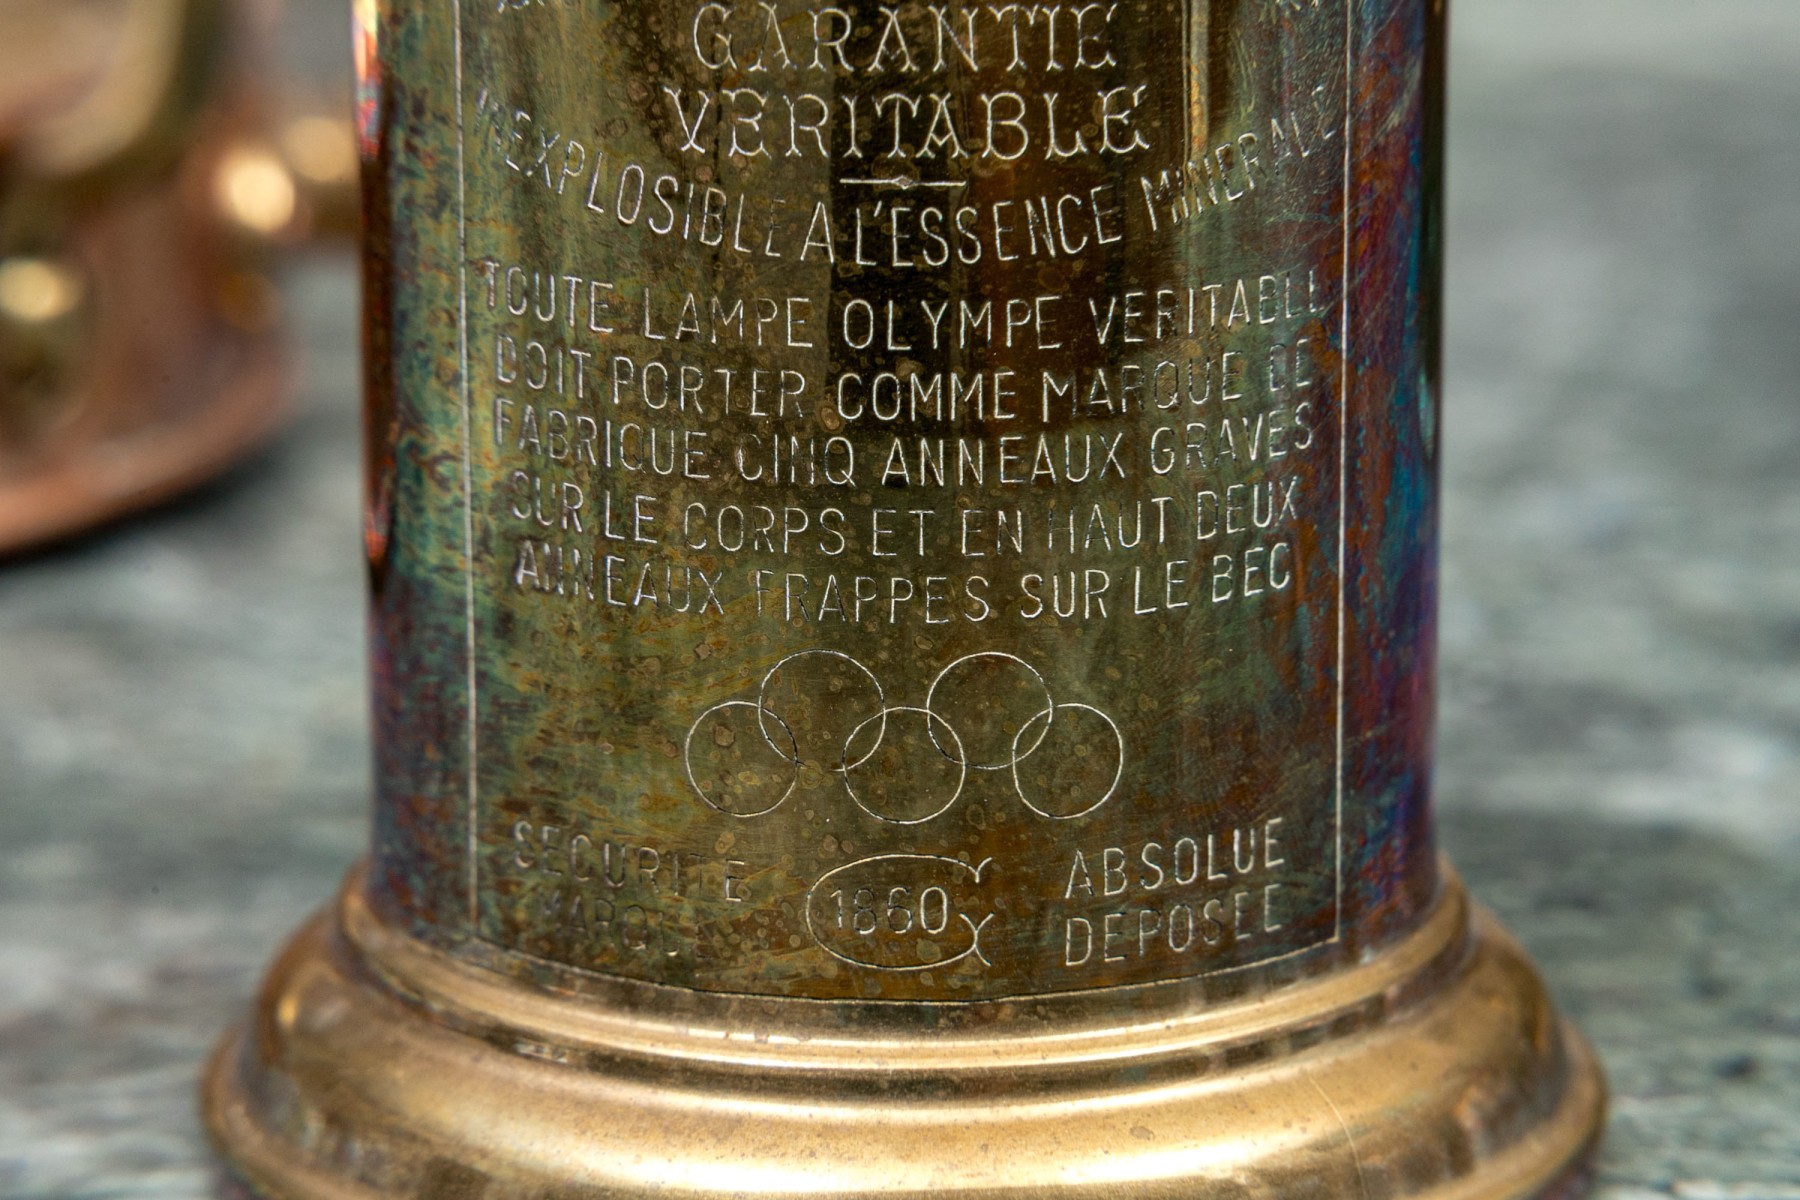 GARANTIE
VERITABLE
INEXPLOSIBLE A L'ESSENCE MINERALE
TOUTE LAMPE OLYMPE VERITABLE
DOIT PORTER COMME MARQUE DE
FABRIQUE CINQ ANNEAUX GRAVES
SUR LE CORPS ET EN HAUT DEUX
ANNEAUX FRAPPES SUR LE BEC
SECURITE ABSOLUE
1860
MARQUE DEPOSEE